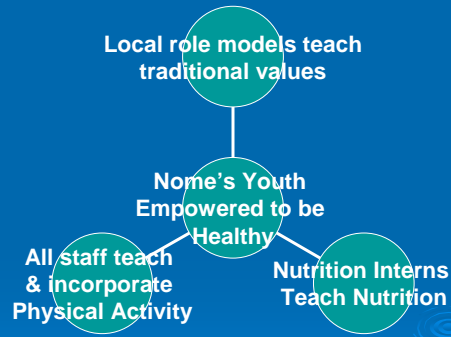 Local role models teach
traditional values
Nome’s Youth
Empowered to be
Healthy
All staff teach
& incorporate
Physical Activity
Nutrition Interns
Teach Nutrition